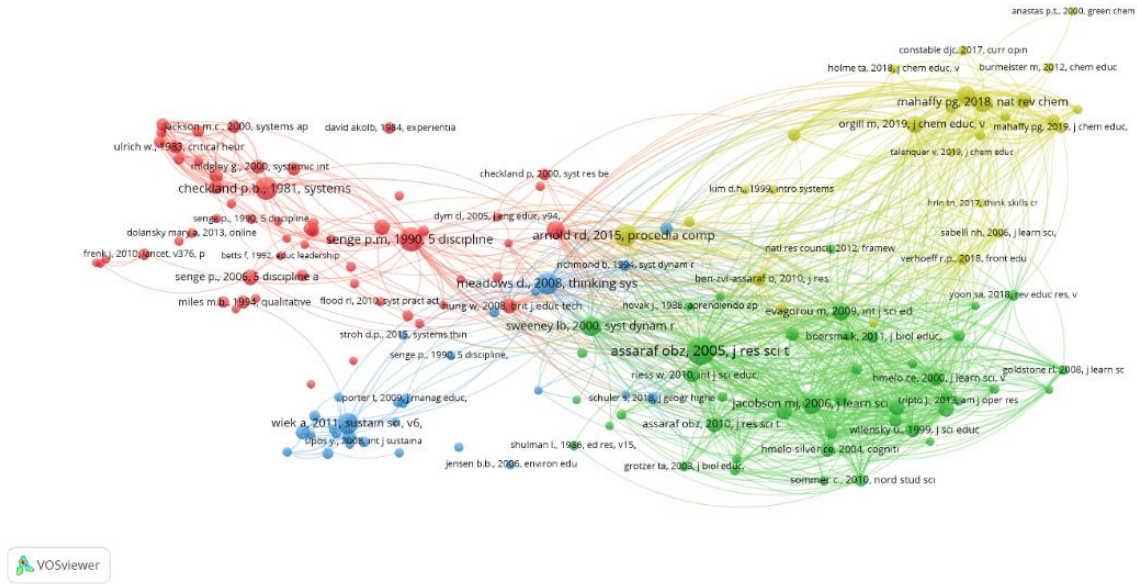 anastas p.t., 2000, green chem
constable djc, 2017, curr opin
holme ta, 2018, j chem educ, v
burmeister m, 2012, chem educ
mahaffy pg, 2018, nat rev chem
orgill m, 2019, j chem educ, v
mahaffy pg, 2019, j chem educ,
jackson m.c., 2000, systems ap
david akolb, 1984, experientia
ulrich w., 1983, critical heur
talanquer v, 2019, j chem educ
midgley g., 2000, systemic int
checkland p, 2000, syst res be
checkland p.b., 1981, systems
kim d.h., 1999, intro systems
hrin tn, 2017, think skills cr
senge p., 1990, 5 discipline
dym cl, 2005, j eng educ, v94,
dolansky mary a, 2013, online
senge p.m, 1990, 5 discipline
arnold rd, 2015, procedia comp
sabelli nh, 2006, j learn sci,
natl res council, 2012, framew
frenk j, 2010, lancet, v376, p
betts f, 1992, educ leadership
richmond b, 1994, syst dynam r
verhoeff r.p., 2018, front edu
senge p., 2006, 5 discipline a
meadows d., 2008, thinking sys
ben-zvi-assaraf o, 2010, j res
yoon sa, 2018, rev educ res, v
miles m.b., 1994, qualitative
flood rl, 2010, syst pract act
hung w, 2008, brit j educ tech
novak j., 1986, aprendiendo ap
evagorou m, 2009, int j sci ed
sweeney lb, 2000, syst dynam r
stroh d.p., 2015, systems thin
boersma k, 2011, j biol educ,
senge p., 1990, 5 discipline,
assaraf obz, 2005, j res sci t
goldstone rl, 2008, j learn sc
riess w, 2010, int j sci educ,
hmelo ce, 2000, j learn sci, v
porter t, 2009, j manag educ,
schuler s, 2018, j geogr highe
jacobson mj, 2006, j learn sci
tripto j., 2013, am j oper res
wiek a, 2011, sustain sci, v6,
assaraf obz, 2010, j res sci t
wilensky u., 1999, j sci educ
sipos y., 2008, int j sustaina
shulman l., 1986, ed res, v15,
hmelo-silver ce, 2004, cogniti
jensen b.b., 2006, environ edu
grotzer ta, 2003, j biol educ,
sommer c., 2010, nord stud sci
VOSviewer